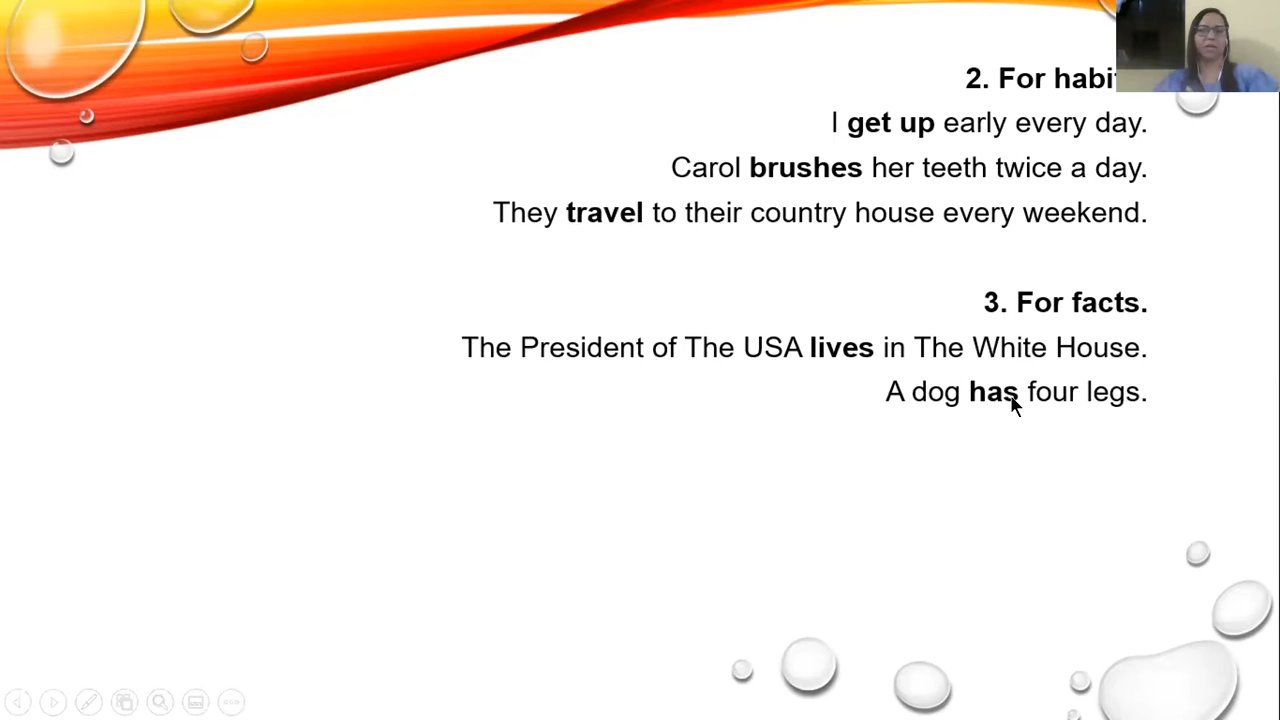 2. For habi
I get up early every day.
Carol brushes her teeth twice a day.
They travel to their country house every weekend.
3. For facts.
The President of The USA lives in The White House.
A dog has four legs.